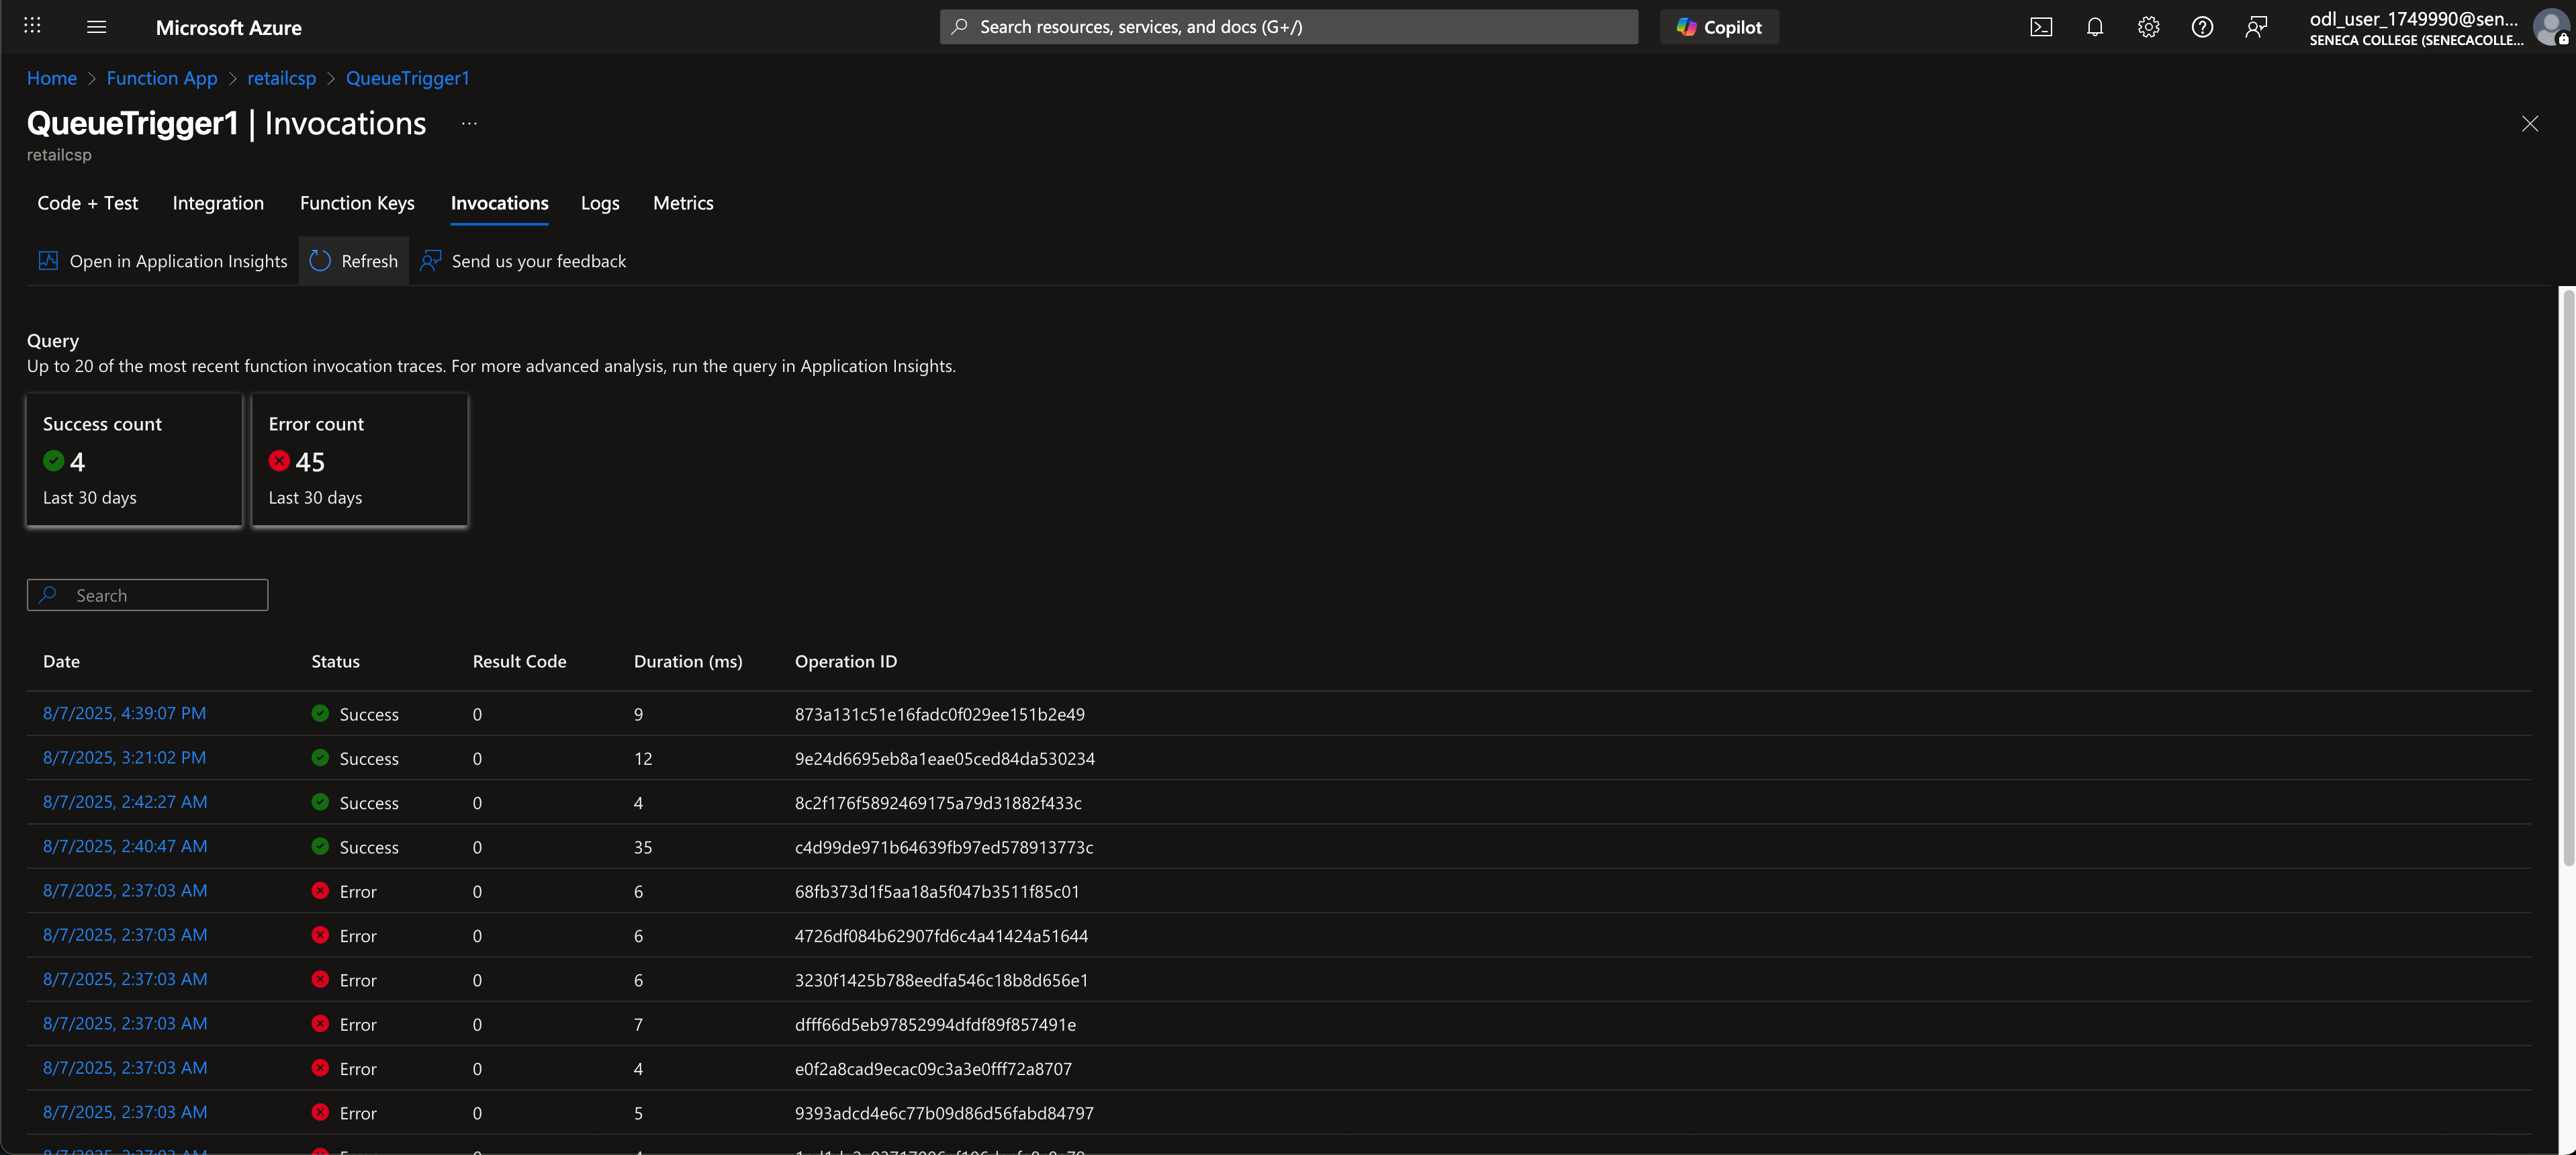 Microsoft Azure
Search resources, services, and docs (G+/)
Copilot
odl_user_1749990@sen...
SENECA COLLEGE (SENECACOLLE...
Home > Function App > retailcsp > QueueTrigger1
QueueTrigger1 | Invocations ...
retailcsp
Code + Test Integration Function Keys Invocations Logs Metrics
Open in Application Insights Refresh Send us your feedback
Query
Up to 20 of the most recent function invocation traces. For more advanced analysis, run the query in Application Insights.
Success count Error count
4 45
Last 30 days Last 30 days
Search
Date Status Result Code Duration (ms) Operation ID
8/7/2025, 4:39:07 PM Success 0 9 873a131c51e16fadc0f029ee151b2e49
8/7/2025, 3:21:02 PM Success 0 12 9e24d6695eb8a1eae05ced84da530234
8/7/2025, 2:42:27 AM Success 0 4 8c2f176f5892469175a79d31882f433c
8/7/2025, 2:40:47 AM Success 0 35 c4d99de971b64639fb97ed578913773c
8/7/2025, 2:37:03 AM Error 0 6 68fb373d1f5aa18a5f047b3511f85c01
8/7/2025, 2:37:03 AM Error 0 6 4726df084b62907fd6c4a41424a51644
8/7/2025, 2:37:03 AM Error 0 6 3230f1425b788eedfa546c18b8d656e1
8/7/2025, 2:37:03 AM Error 0 7 dfff66d5eb97852994dfdf89f857491e
8/7/2025, 2:37:03 AM Error 0 4 e0f2a8cad9ecac09c3a3e0fff72a8707
8/7/2025, 2:37:03 AM Error 0 5 9393adcd4e6c77b09d86d56fabd84797